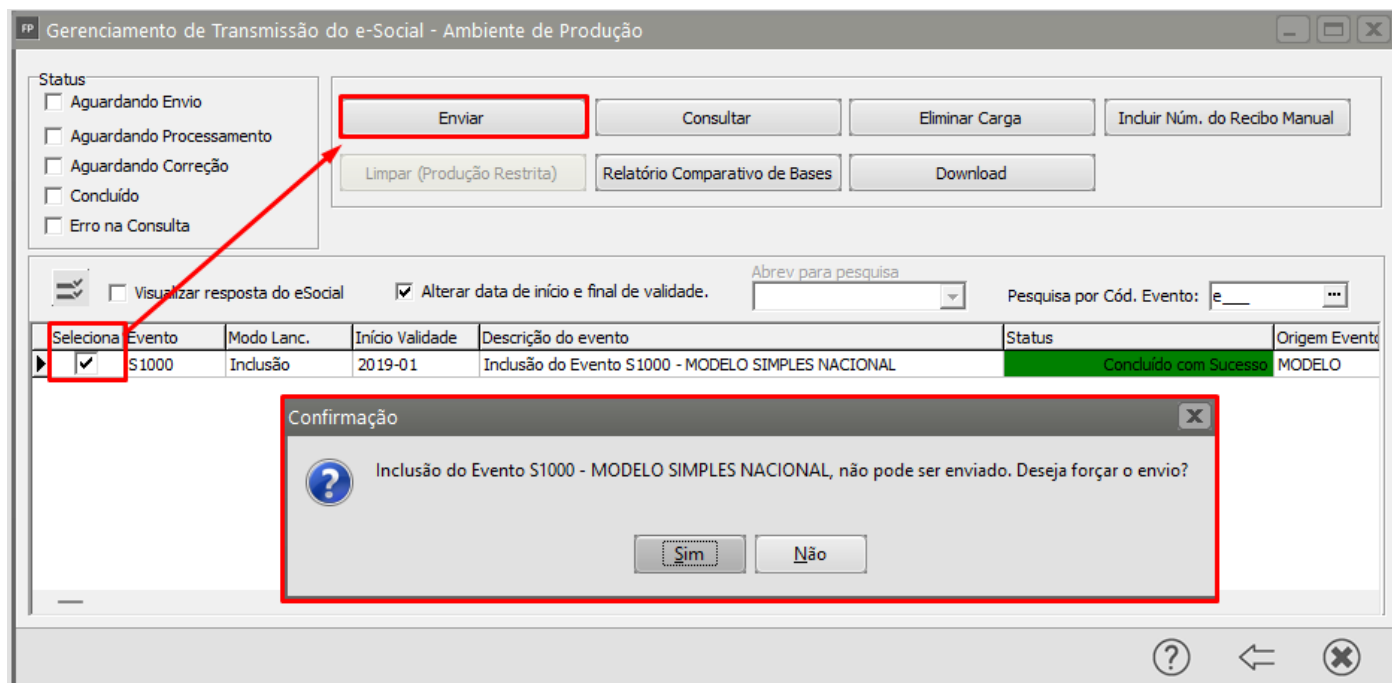 FP Gerenciamento de Transmissão do e-Social - Ambiente de Produção
Status
Aguardando Envio
Aguardando Processamento
Aguardando Correção
Concluído
Erro na Consulta
Enviar Consultar Eliminar Carga Incluir Núm. do Recibo Manual
Limpar (Produção Restrita) Relatório Comparativo de Bases Download
Abrev para pesquisa
Visualizar resposta do eSocial Alterar data de início e final de validade. Pesquisa por Cód. Evento: e___ ...
Seleciona Evento Modo Lanc. Início Validade Descrição do evento Status Origem Evento
S1000 Inclusão 2019-01 Inclusão do Evento S1000 - MODELO SIMPLES NACIONAL Concluído com Sucesso MODELO
Confirmação
Inclusão do Evento S1000 - MODELO SIMPLES NACIONAL, não pode ser enviado. Deseja forçar o envio?
Sim Não